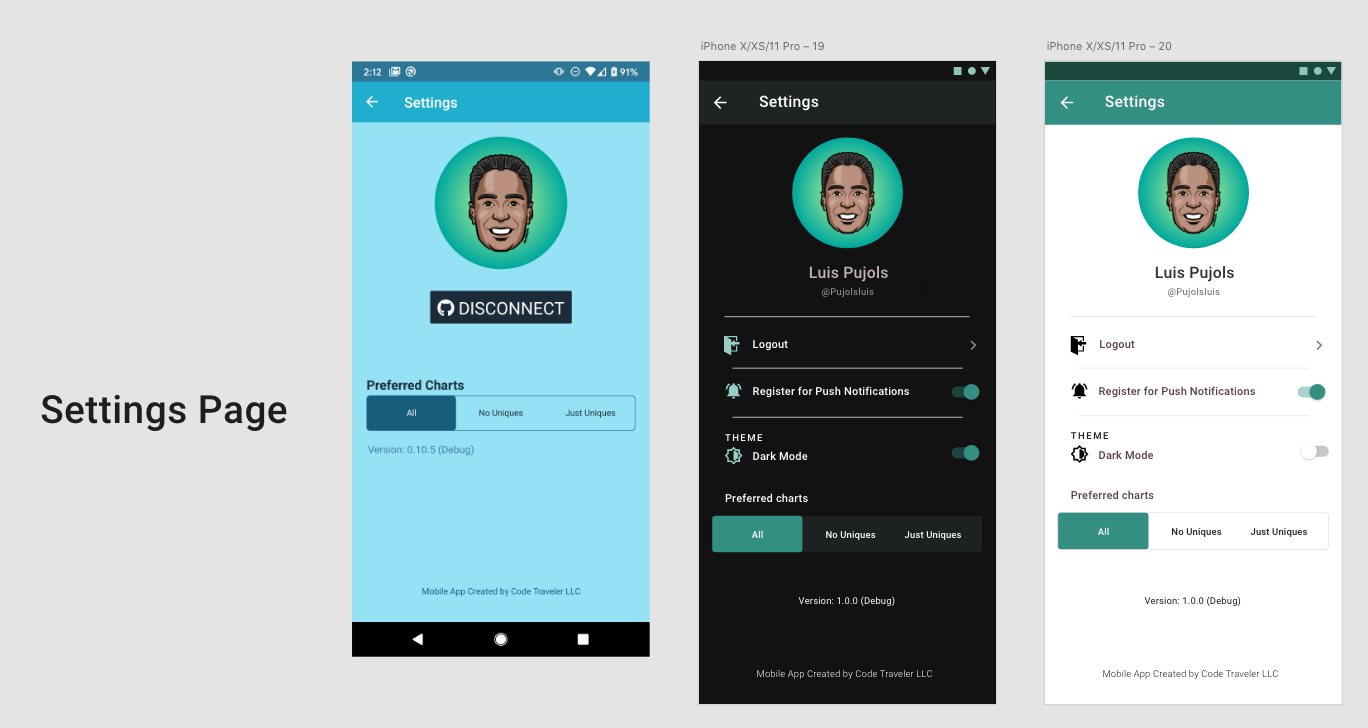 Settings Page
2:12
91%
Settings
DISCONNECT
Preferred Charts
All No Uniques Just Uniques
Version: 0.10.5 (Debug)
Mobile App Created by Code Traveler LLC
iPhone X/XS/11 Pro – 19
Settings
Luis Pujols
@Pujolsluis
Logout
Register for Push Notifications
THEME
Dark Mode
Preferred charts
All No Uniques Just Uniques
Version: 1.0.0 (Debug)
Mobile App Created by Code Traveler LLC
iPhone X/XS/11 Pro – 20
Settings
Luis Pujols
@Pujolsluis
Logout
Register for Push Notifications
THEME
Dark Mode
Preferred charts
All No Uniques Just Uniques
Version: 1.0.0 (Debug)
Mobile App Created by Code Traveler LLC